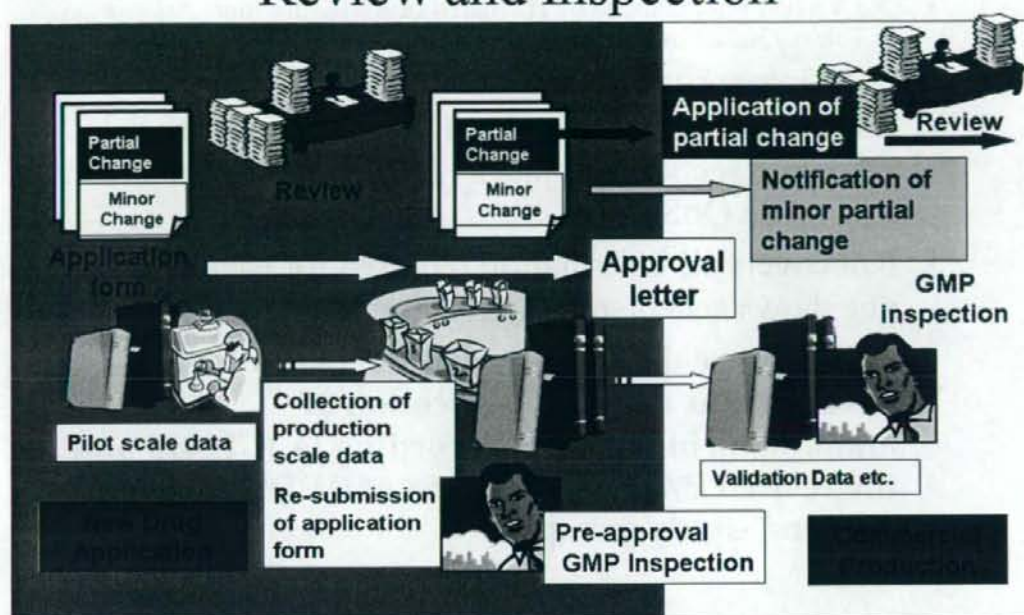 Review and Inspection
Partial
Change
Minor
Change
Review
Application
form
Partial
Change
Minor
Change
Application of
partial change
Review
Notification of
minor partial
change
Approval
letter
GMP
inspection
Pilot scale data
Collection of
production
scale data
Re-submission
of application
form
Pre-approval
GMP Inspection
Validation Data etc.
New Drug
Application
Commercial
Production